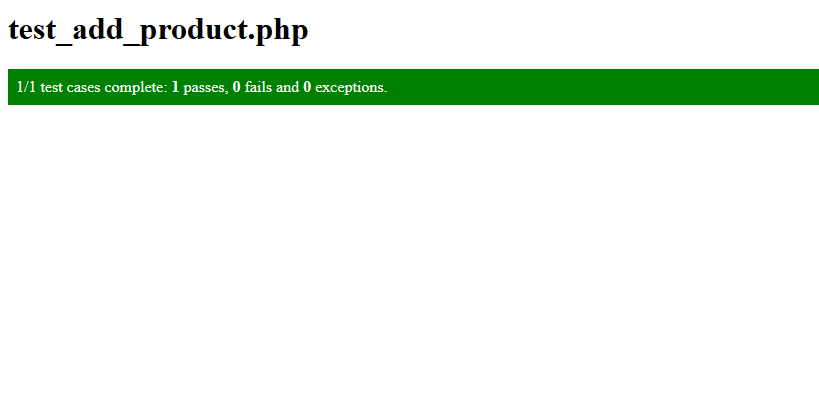 test_add_product.php
1/1 test cases complete: 1 passes, 0 fails and 0 exceptions.